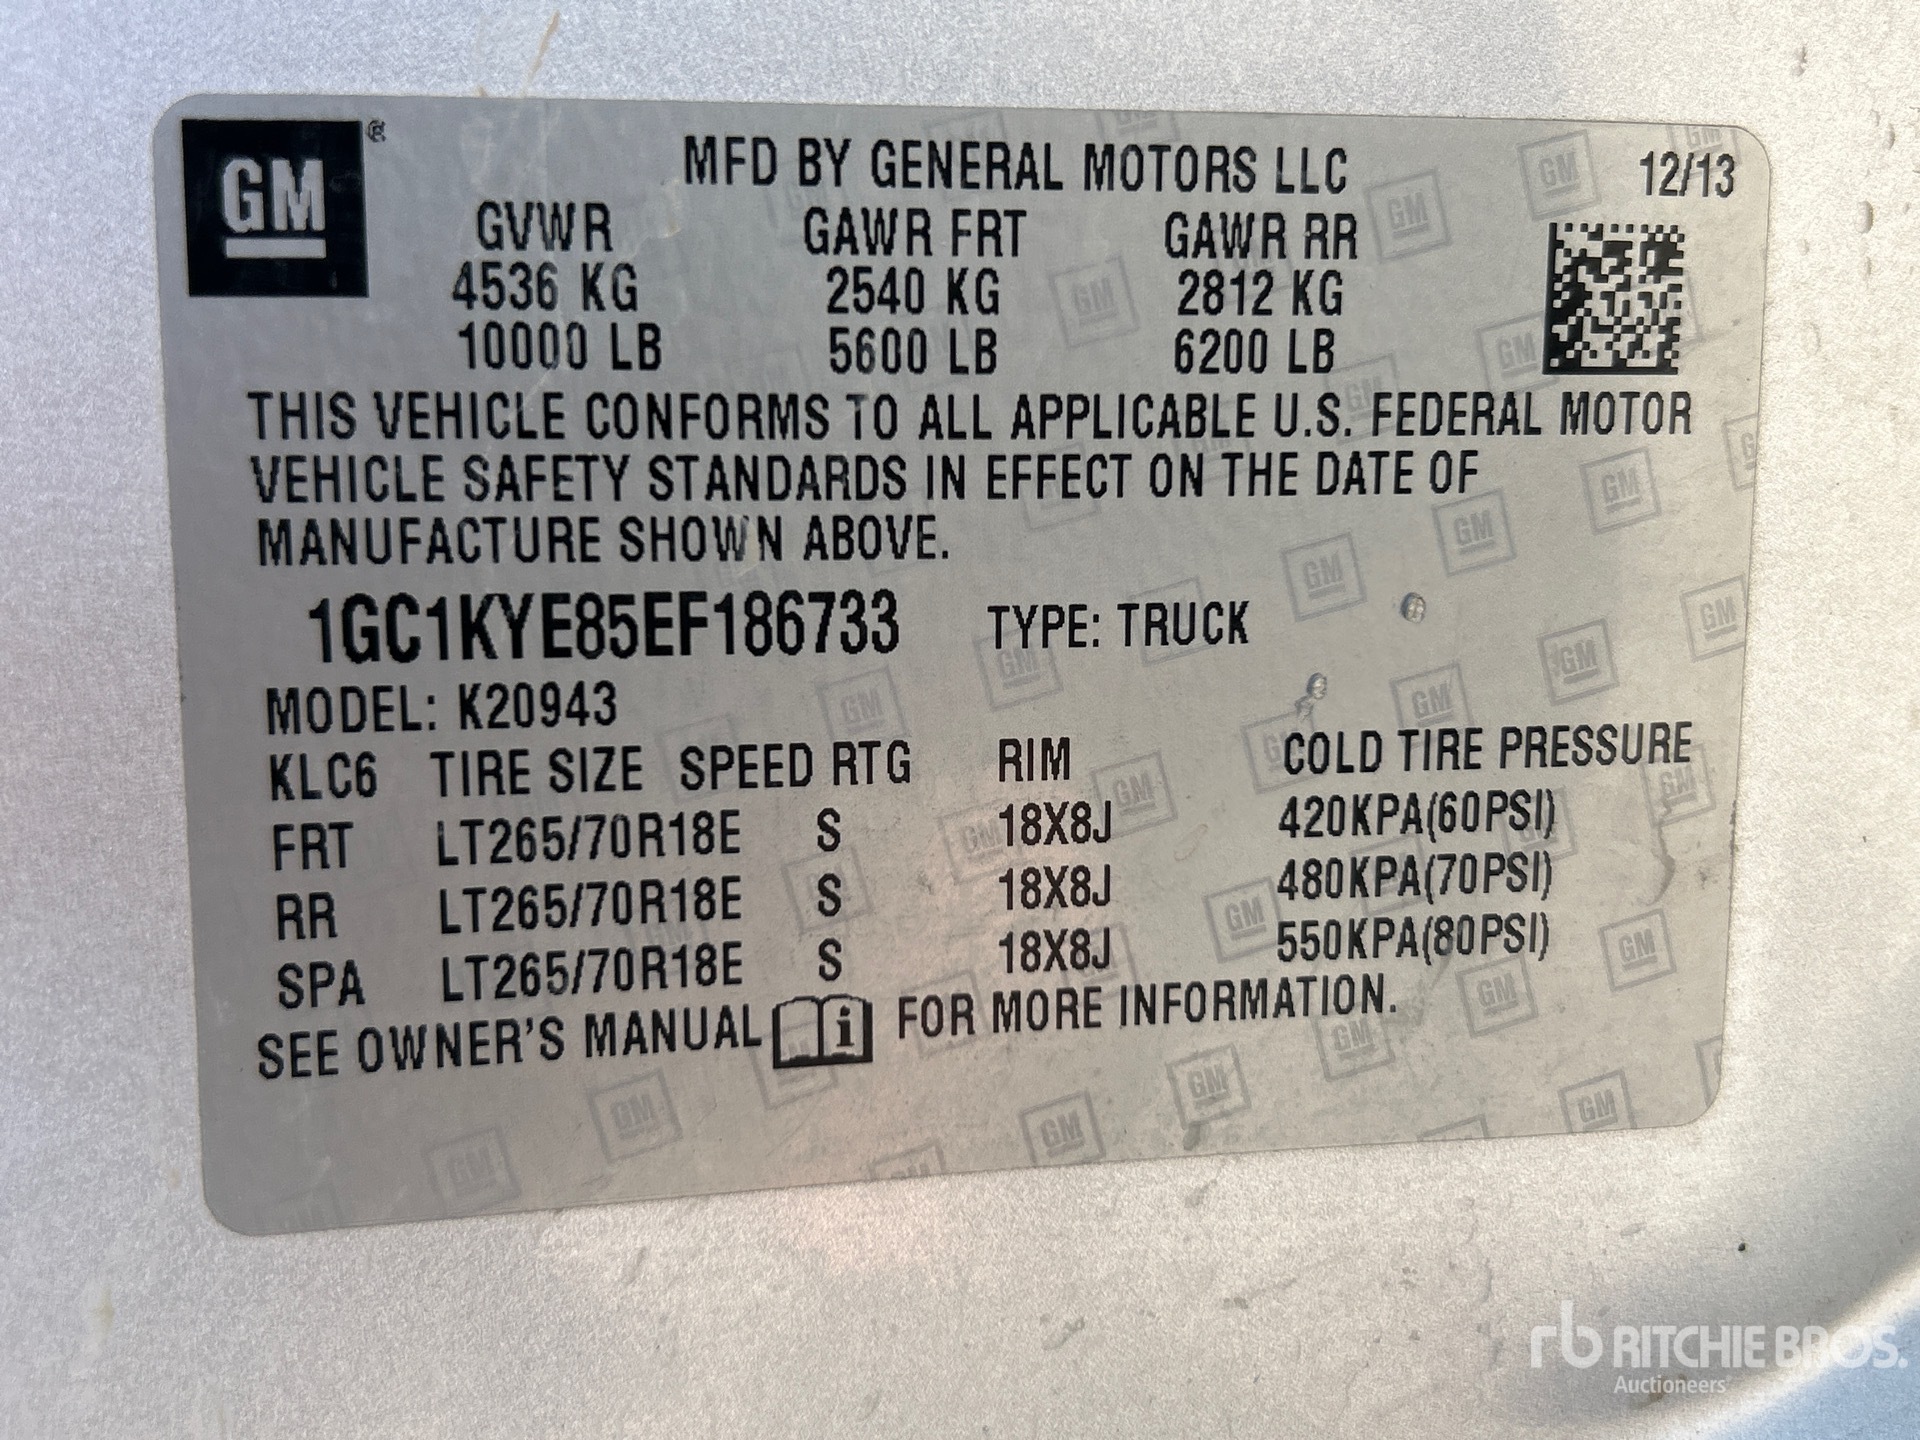 GM ®
MFD BY GENERAL MOTORS LLC 12/13
GVWR GAWR FRT GAWR RR
4536 KG 2540 KG 2812 KG
10000 LB 5600 LB 6200 LB
THIS VEHICLE CONFORMS TO ALL APPLICABLE U.S. FEDERAL MOTOR
VEHICLE SAFETY STANDARDS IN EFFECT ON THE DATE OF
MANUFACTURE SHOWN ABOVE.
1GC1KYE85EF186733 TYPE: TRUCK
MODEL: K20943
KLC6 TIRE SIZE SPEED RTG RIM COLD TIRE PRESSURE
FRT LT265/70R18E S 18X8J 420KPA(60PSI)
RR LT265/70R18E S 18X8J 480KPA(70PSI)
SPA LT265/70R18E S 18X8J 550KPA(80PSI)
SEE OWNER'S MANUAL i FOR MORE INFORMATION.
rb RITCHIE BROS.
Auctioneers